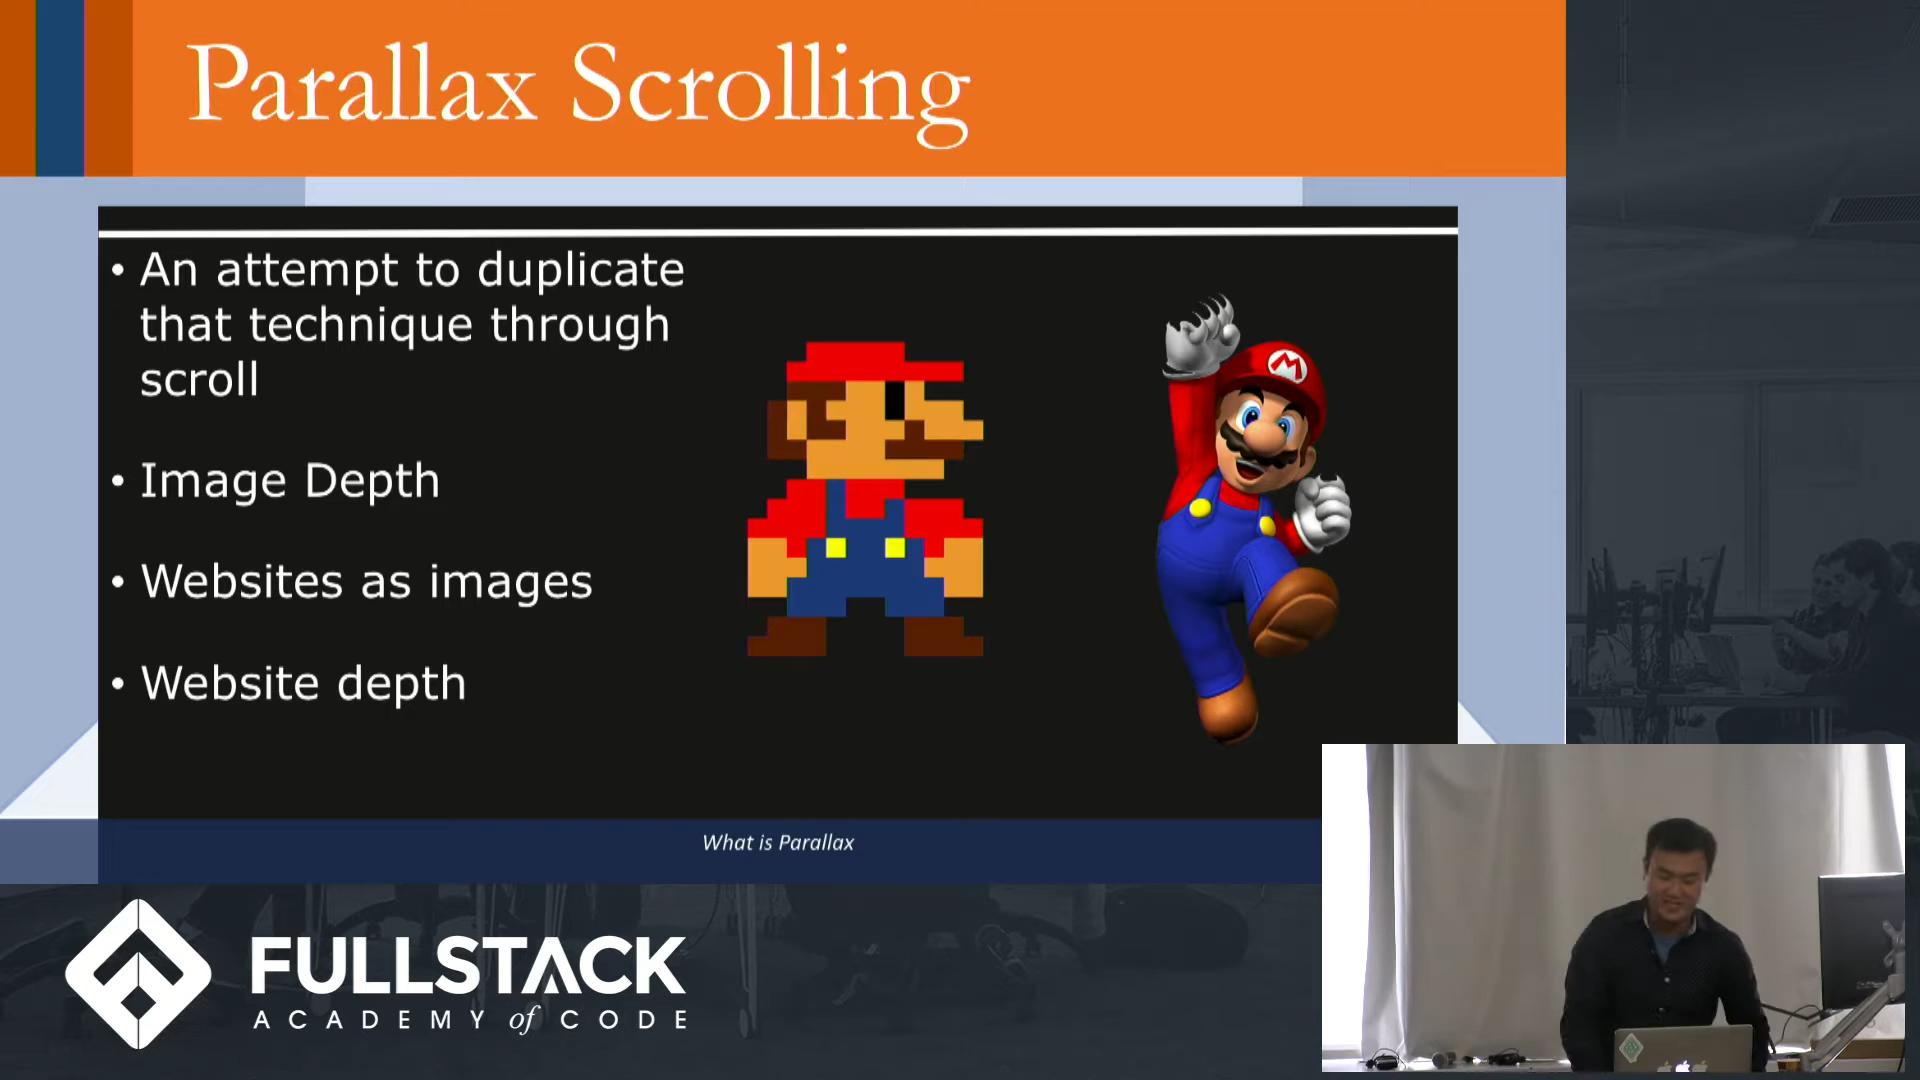 Parallax Scrolling
• An attempt to duplicate
that technique through
scroll
• Image Depth
• Websites as images
• Website depth
M
What is Parallax
FULLSTACK
ACADEMY of CODE